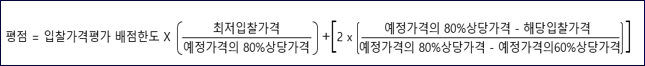 평점 = 입찰가격평가 배점한도 X ( 최저입찰가격 / 예정가격의 80%상당가격 ) + [ 2 x ( 예정가격의 80%상당가격 - 해당입찰가격 / 예정가격의 80%상당가격 - 예정가격의60%상당가격 ) ]